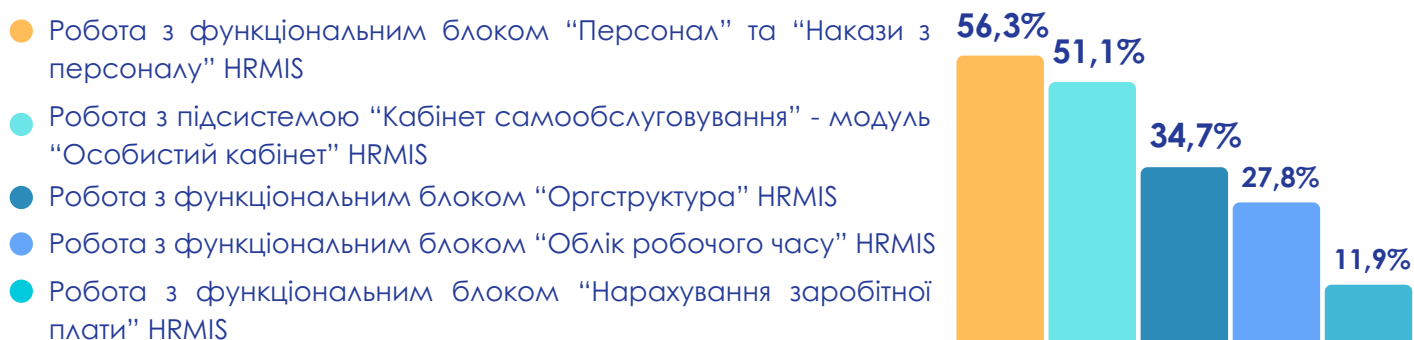 Робота з функціональним блоком “Персонал” та “Накази з
персоналу” HRMIS
Робота з підсистемою “Кабінет самообслуговування” - модуль
“Особистий кабінет” HRMIS
Робота з функціональним блоком “Оргструктура” HRMIS
Робота з функціональним блоком “Облік робочого часу” HRMIS
Робота з функціональним блоком “Нарахування заробітної
плати” HRMIS
56,3%
51,1%
34,7%
27,8%
11,9%